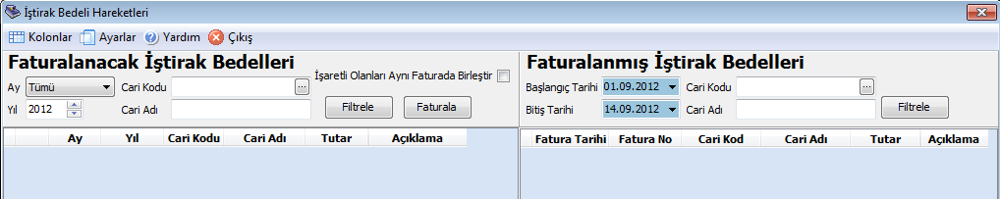 İştirak Bedeli Hareketleri
Kolonlar Ayarlar Yardım Çıkış
Faturalanacak İştirak Bedelleri
İşaretli Olanları Aynı Faturada Birleştir
Ay Tümü Cari Kodu ...
Yıl 2012 Cari Adı Filtrele Faturala
Ay Yıl Cari Kodu Cari Adı Tutar Açıklama
Faturalanmış İştirak Bedelleri
Başlangıç Tarihi 01.09.2012 Cari Kodu ...
Bitiş Tarihi 14.09.2012 Cari Adı Filtrele
Fatura Tarihi Fatura No Cari Kod Cari Adı Tutar Açıklama